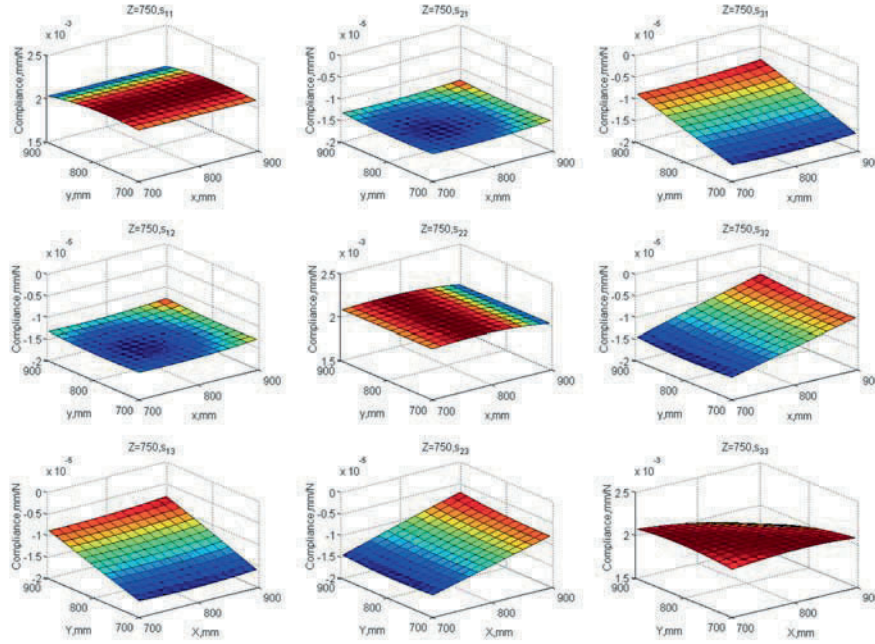 Z=750,s11
x 10-3
2.5
2
1.5
Compliance,mm/N
900
800
700
y,mm
700
800
900
x,mm
Z=750,s21
x 10-5
0
-0.5
-1
-1.5
-2
Compliance,mm/N
900
800
700
y,mm
700
800
900
x,mm
Z=750,s31
x 10-5
0
-0.5
-1
-1.5
-2
Compliance,mm/N
900
800
700
y,mm
700
800
900
x,mm
Z=750,s12
x 10-5
0
-0.5
-1
-1.5
-2
Compliance,mm/N
900
800
700
y,mm
700
800
900
x,mm
Z=750,s22
x 10-3
2.5
2
1.5
Compliance,mm/N
900
800
700
y,mm
700
800
900
x,mm
Z=750,s32
x 10-5
0
-0.5
-1
-1.5
-2
Compliance,mm/N
900
800
700
y,mm
700
800
900
x,mm
Z=750,s13
x 10-5
0
-0.5
-1
-1.5
-2
Compliance,mm/N
900
800
700
Y,mm
700
800
900
X,mm
Z=750,s23
x 10-5
0
-0.5
-1
-1.5
-2
Compliance,mm/N
900
800
700
Y,mm
700
800
900
X,mm
Z=750,s33
x 10-3
2.5
2
1.5
Compliance,mm/N
900
800
700
Y,mm
700
800
900
X,mm